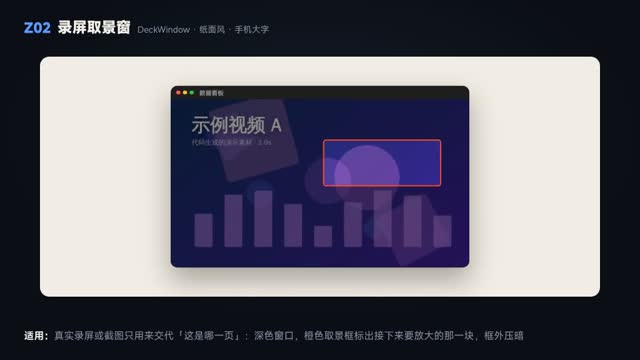 Z02 录屏取景窗 DeckWindow · 纸面风 · 手机大字
数据看板
示例视频 A
代码生成的演示素材 · 2.0s
适用：真实录屏或截图只用来交代「这是哪一页」：深色窗口，橙色取景框标出接下来要放大的那一块，框外压暗